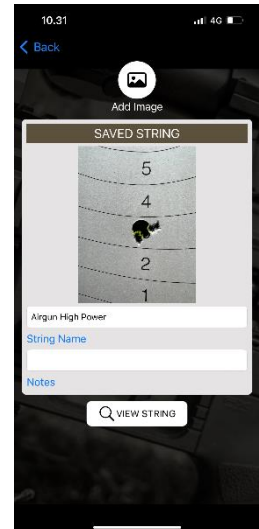 10.31
4G
Back
Add Image
SAVED STRING
5
4
2
1
Airgun High Power
String Name
Notes
VIEW STRING